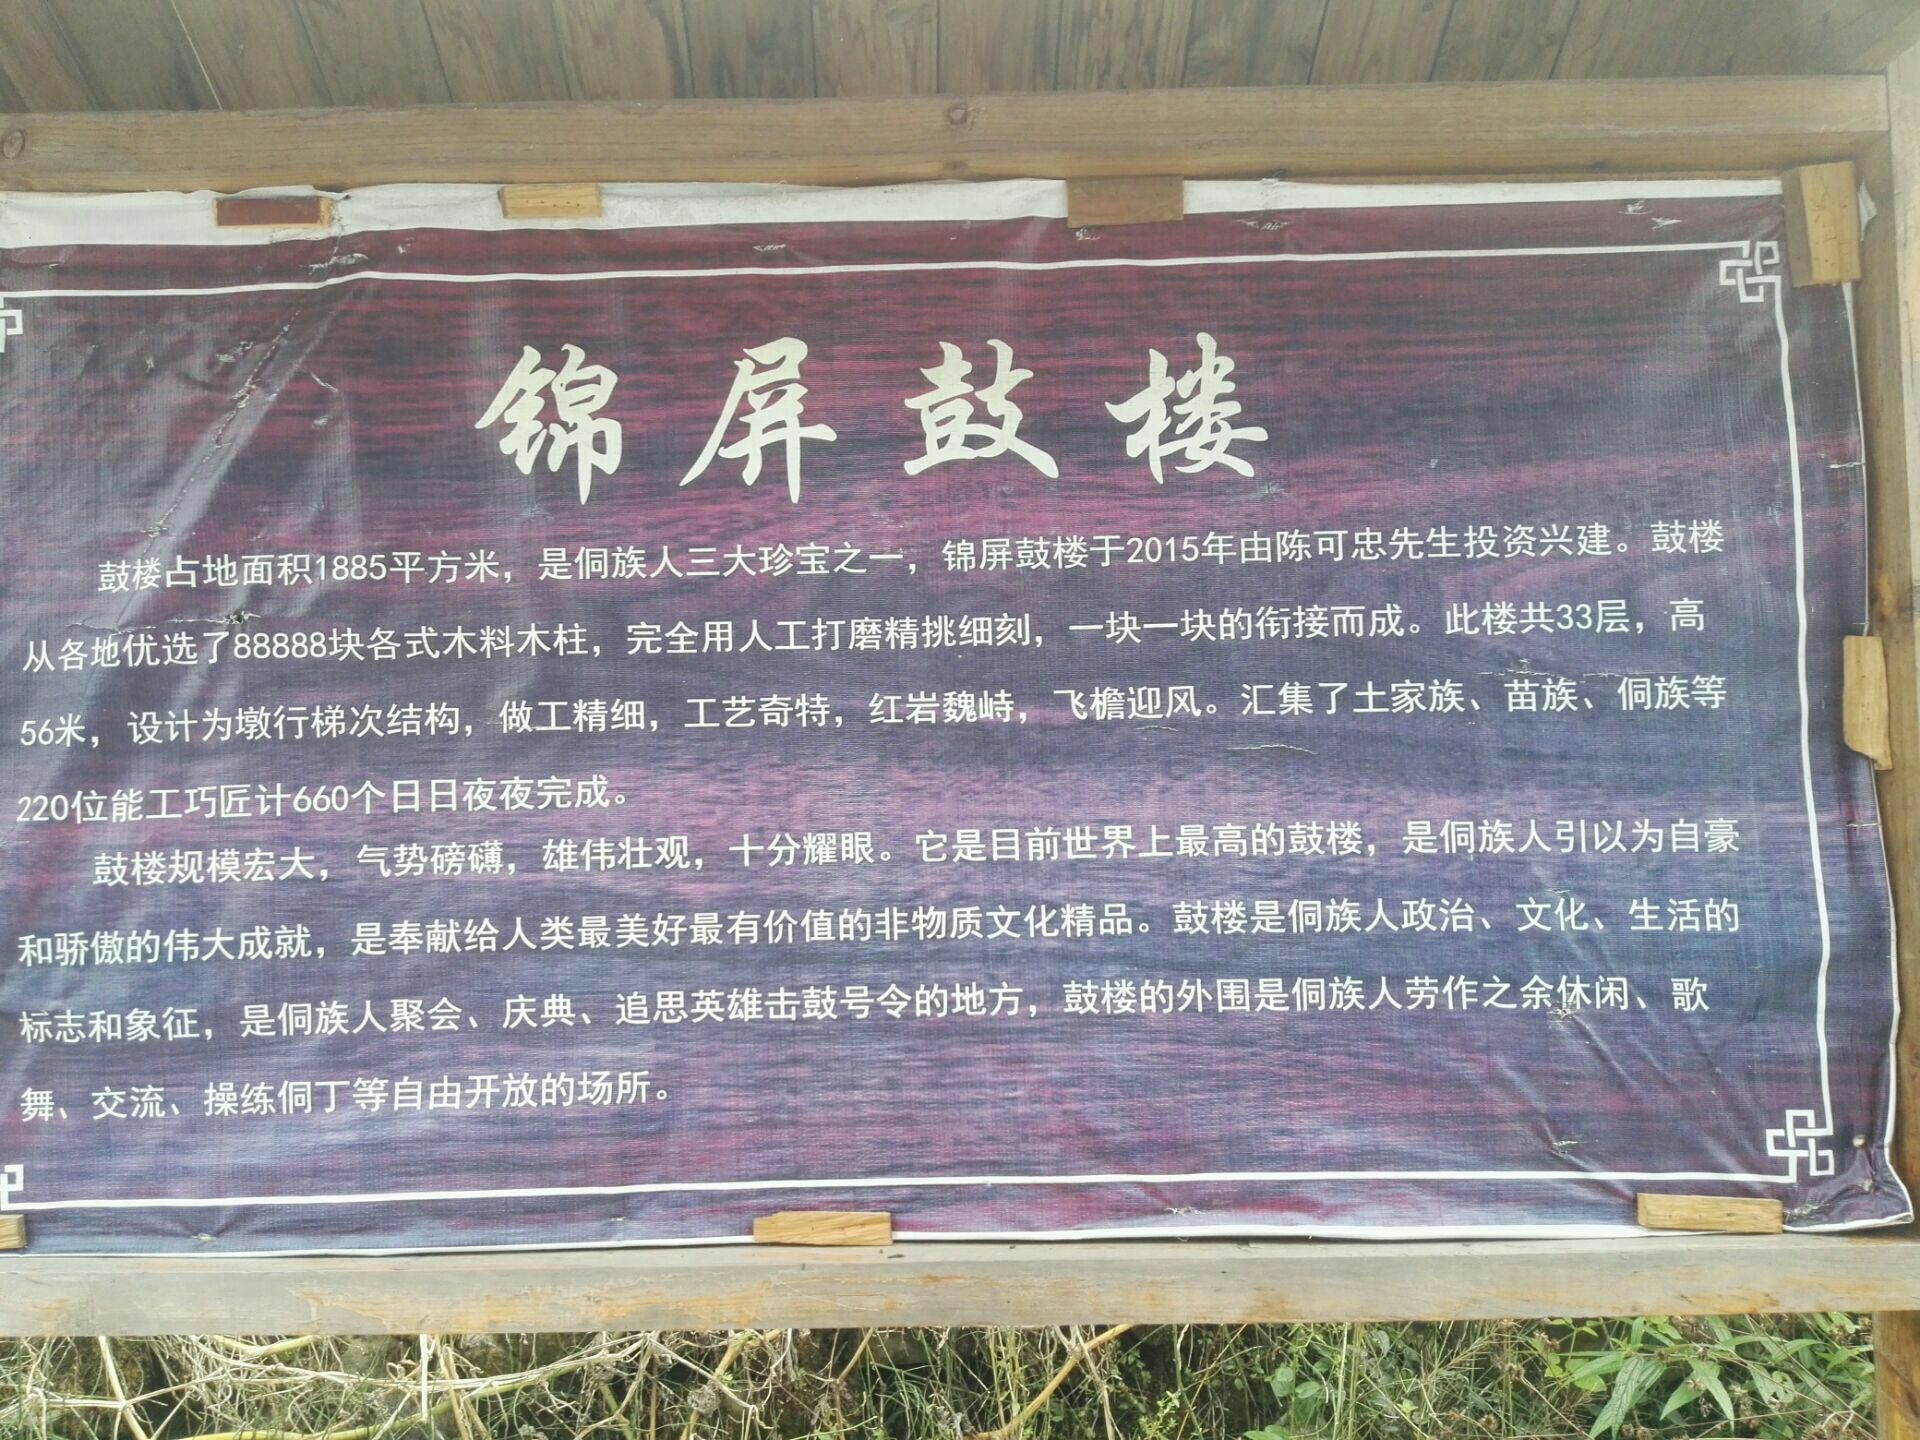 锦屏鼓楼
鼓楼占地面积1885平方米，是侗族人三大珍宝之一，锦屏鼓楼于2015年由陈可忠先生投资兴建。鼓楼
从各地优选了88888块各式木料木柱，完全用人工打磨精挑细刻，一块一块的衔接而成。此楼共33层，高
56米，设计为墩行梯次结构，做工精细，工艺奇特，红岩魏峙，飞檐迎风。汇集了土家族、苗族、侗族等
220位能工巧匠计660个日日夜夜完成。
鼓楼规模宏大，气势磅礴，雄伟壮观，十分耀眼。它是目前世界上最高的鼓楼，是侗族人引以为自豪
和骄傲的伟大成就，是奉献给人类最美好最有价值的非物质文化精品。鼓楼是侗族人政治、文化、生活的
标志和象征，是侗族人聚会、庆典、追思英雄击鼓号令的地方，鼓楼的外围是侗族人劳作之余休闲、歌
舞、交流、操练侗丁等自由开放的场所。